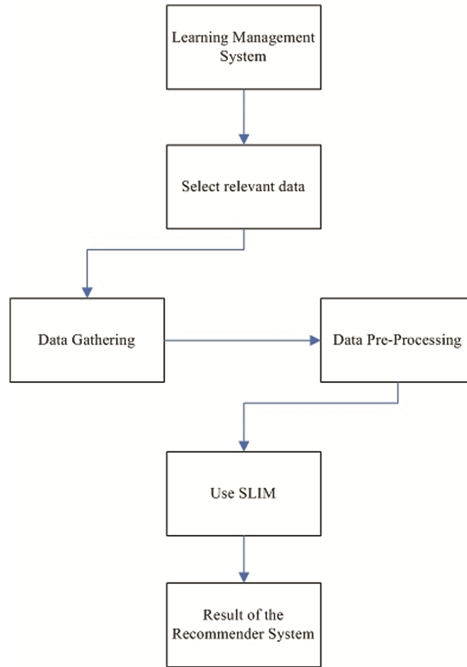 Learning Management
System
Select relevant data
Data Gathering
Data Pre-Processing
Use SLIM
Result of the
Recommender System